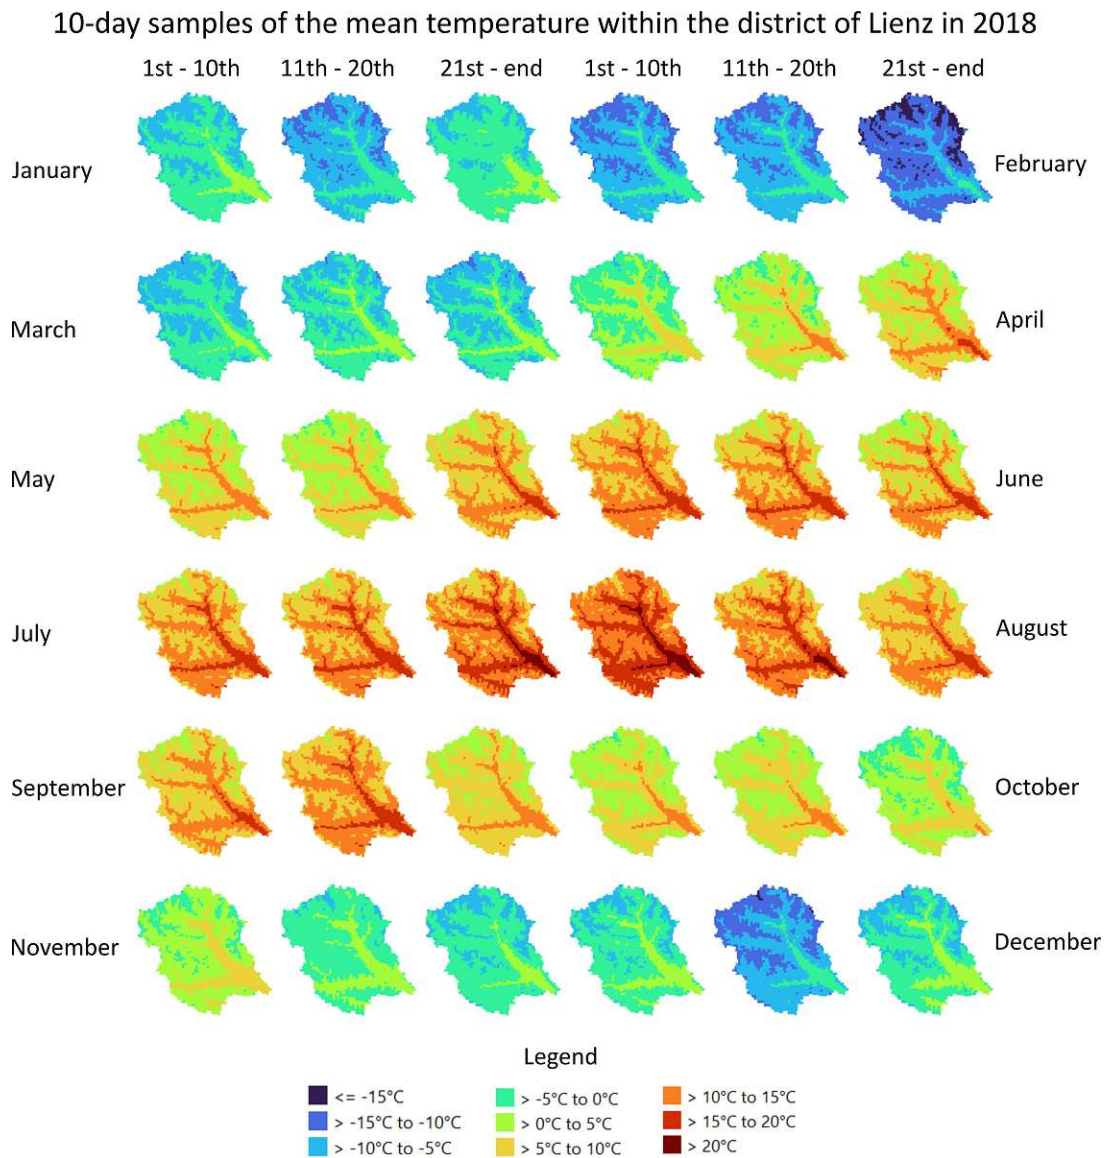 10-day samples of the mean temperature within the district of Lienz in 2018
1st - 10th 11th - 20th 21st - end 1st - 10th 11th - 20th 21st - end
January February
March April
May June
July August
September October
November December
Legend
<= -15°C > -5°C to 0°C > 10°C to 15°C
> -15°C to -10°C > 0°C to 5°C > 15°C to 20°C
> -10°C to -5°C > 5°C to 10°C > 20°C